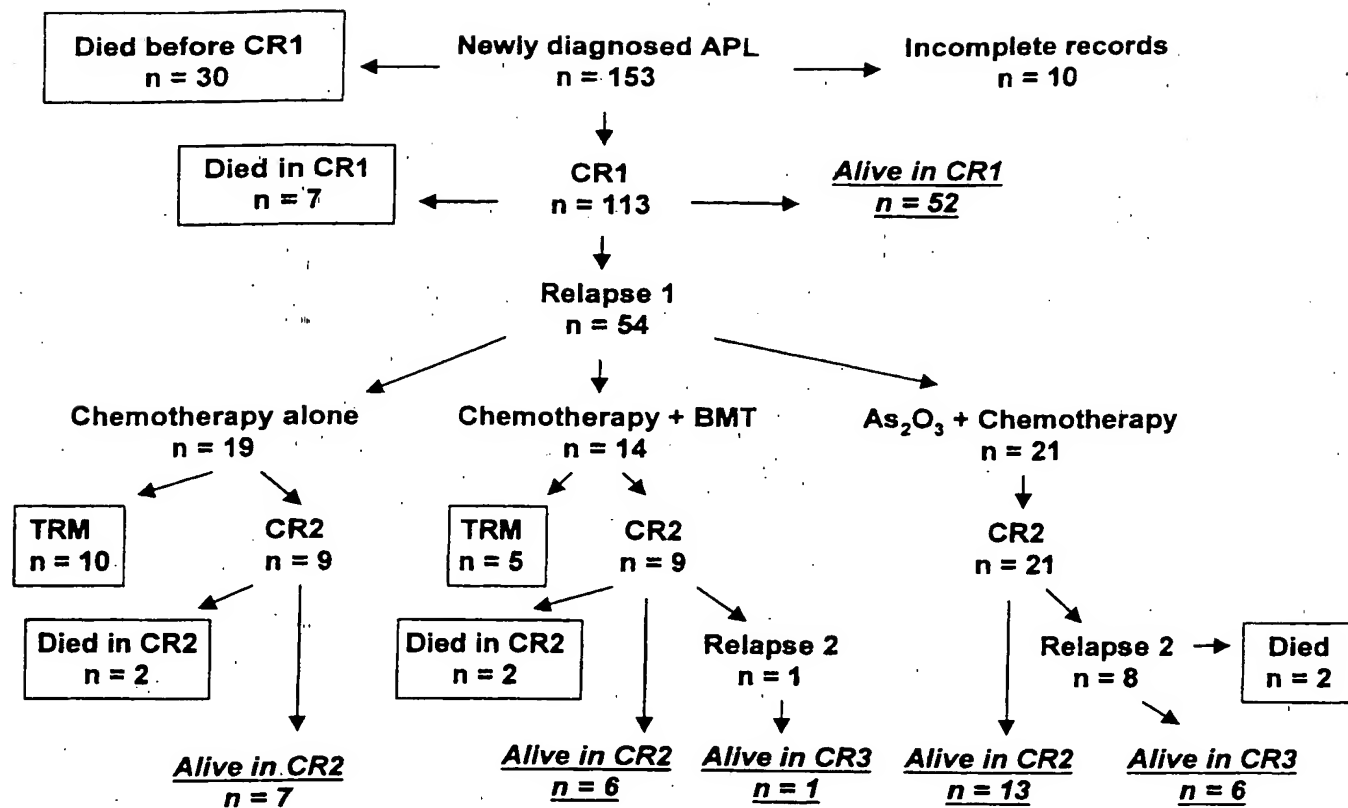 Died before CR1
n = 30
Newly diagnosed APL
n = 153
Incomplete records
n = 10
Died in CR1
n = 7
CR1
n = 113
Alive in CR1
n = 52
Relapse 1
n = 54
Chemotherapy alone
n = 19
Chemotherapy + BMT
n = 14
As₂O₃ + Chemotherapy
n = 21
TRM
n = 10
CR2
n = 9
TRM
n = 5
CR2
n = 9
CR2
n = 21
Died in CR2
n = 2
Died in CR2
n = 2
Relapse 2
n = 1
Relapse 2
n = 8
Died
n = 2
Alive in CR2
n = 7
Alive in CR2
n = 6
Alive in CR3
n = 1
Alive in CR2
n = 13
Alive in CR3
n = 6